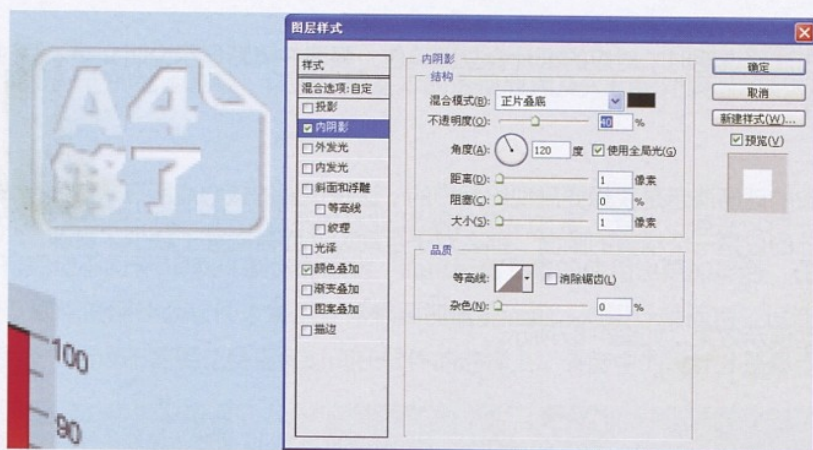 A4
够了..
100
90
图层样式
样式
混合选项:自定
投影
内阴影
外发光
内发光
斜面和浮雕
等高线
纹理
光泽
颜色叠加
渐变叠加
图案叠加
描边
内阴影
结构
混合模式(B): 正片叠底
不透明度(O): 40 %
角度(A): 120 度 使用全局光(G)
距离(D): 1 像素
阻塞(C): 0 %
大小(S): 1 像素
品质
等高线: 消除锯齿(L)
杂色(N): 0 %
确定
取消
新建样式(W)...
预览(V)